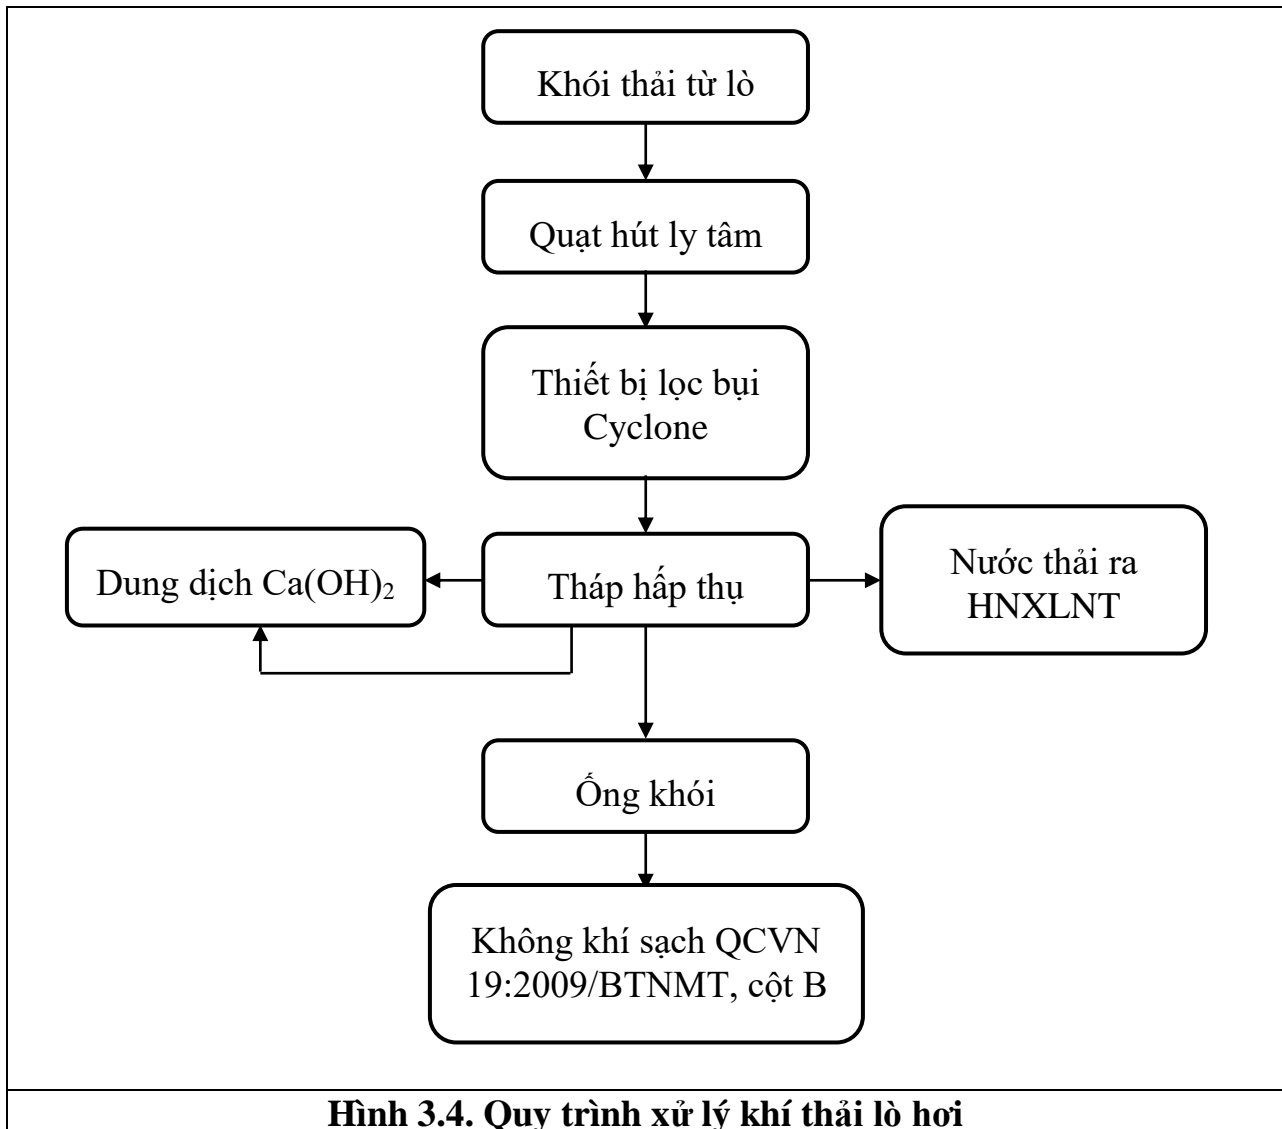 Khói thải từ lò
Quạt hút ly tâm
Thiết bị lọc bụi
Cyclone
Dung dịch Ca(OH)₂
Tháp hấp thụ
Nước thải ra
HNXLNT
Ống khói
Không khí sạch QCVN
19:2009/BTNMT, cột B
Hình 3.4. Quy trình xử lý khí thải lò hơi